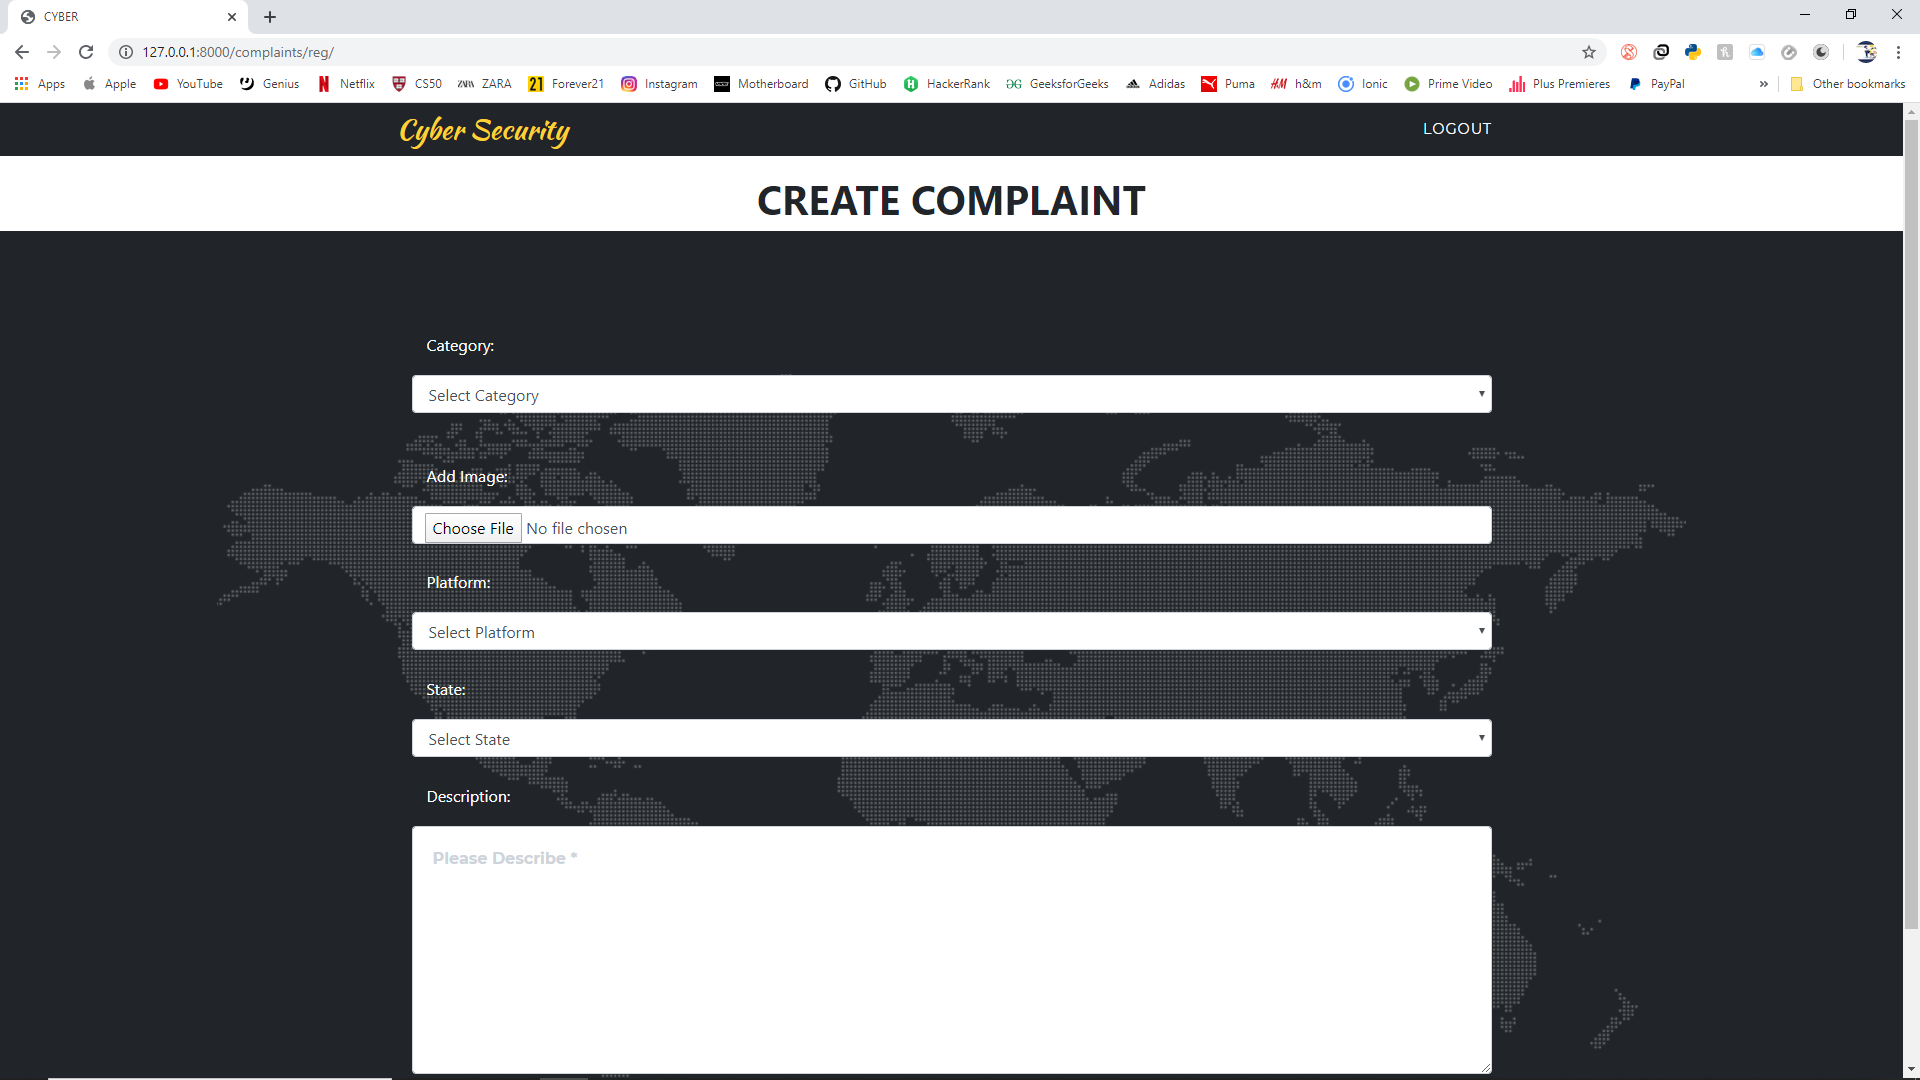 CYBER
127.0.0.1:8000/complaints/reg/
Apps Apple YouTube Genius Netflix CS50 ZARA ZARA 21 Forever21 Instagram Motherboard GitHub HackerRank GeeksforGeeks Adidas Puma H&M h&m Ionic Prime Video Plus Premieres PayPal » Other bookmarks
Cyber Security LOGOUT
CREATE COMPLAINT
Category:
Select Category
Add Image:
Choose File No file chosen
Platform:
Select Platform
State:
Select State
Description:
Please Describe *